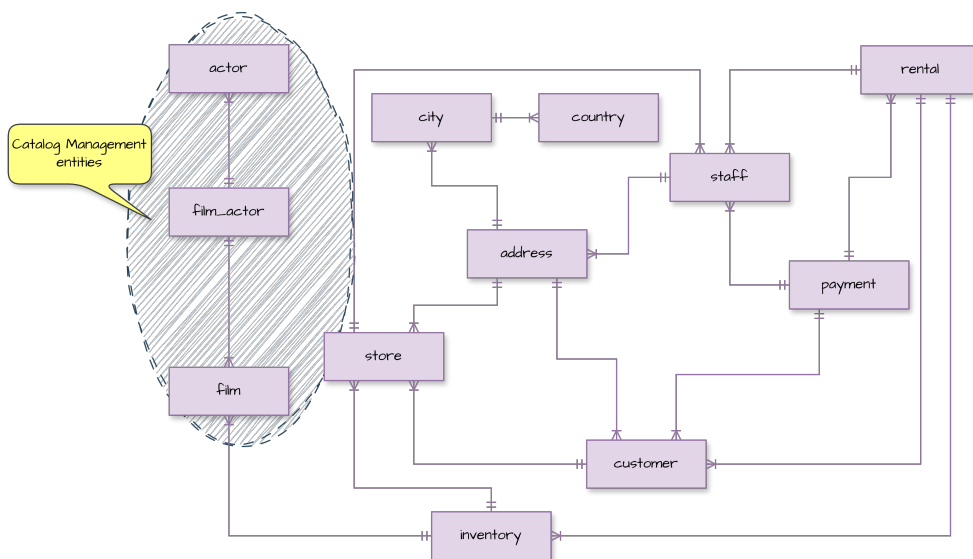 actor
rental
city
country
Catalog Management
entities
staff
film_actor
address
payment
store
film
customer
inventory